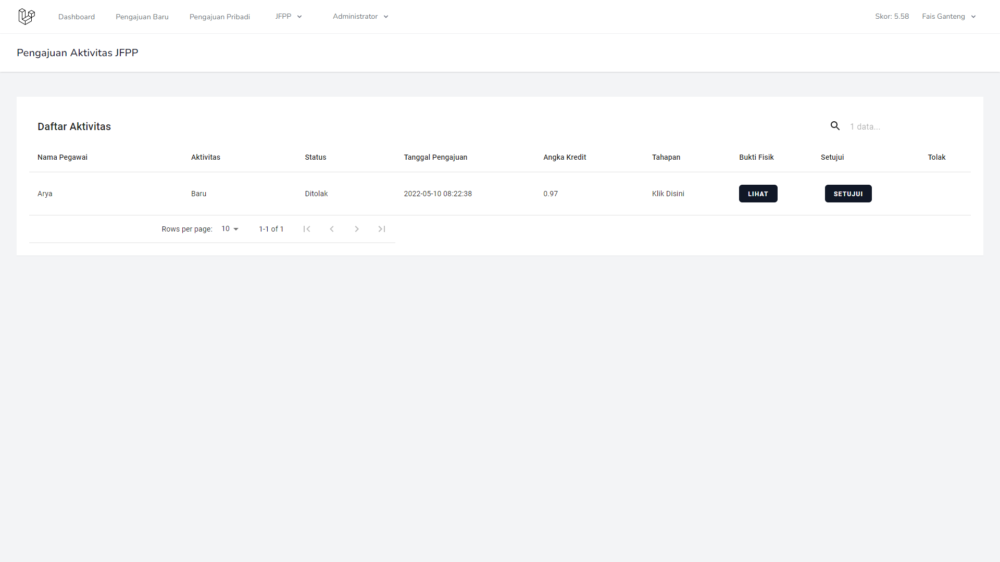 Dashboard Pengajuan Baru Pengajuan Pribadi JFPP Administrator Skor: 5.58 Fais Ganteng
Pengajuan Aktivitas JFPP
Daftar Aktivitas 1 data...
Nama Pegawai Aktivitas Status Tanggal Pengajuan Angka Kredit Tahapan Bukti Fisik Setujui Tolak
Arya Baru Ditolak 2022-05-10 08:22:38 0.97 Klik Disini LIHAT SETUJUI
Rows per page: 10 1-1 of 1